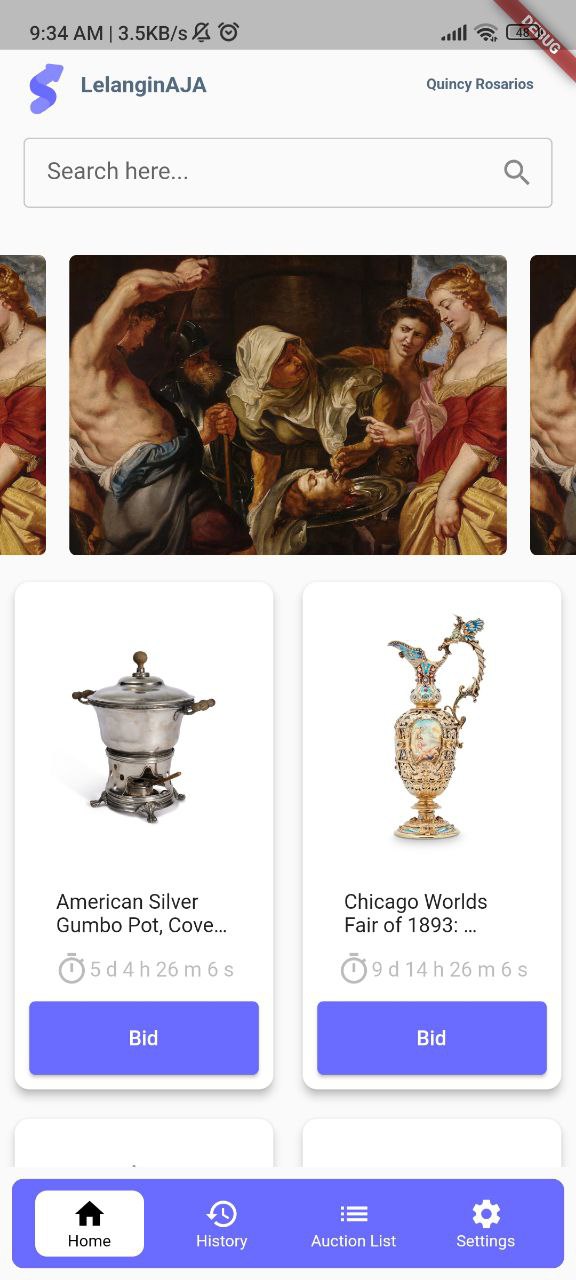 9:34 AM | 3.5KB/s
48
DEBUG
LelanginAJA
Quincy Rosarios
Search here...
American Silver
Gumbo Pot, Cove...
5 d 4 h 26 m 6 s
Bid
Chicago Worlds
Fair of 1893: ...
9 d 14 h 26 m 6 s
Bid
Home
History
Auction List
Settings